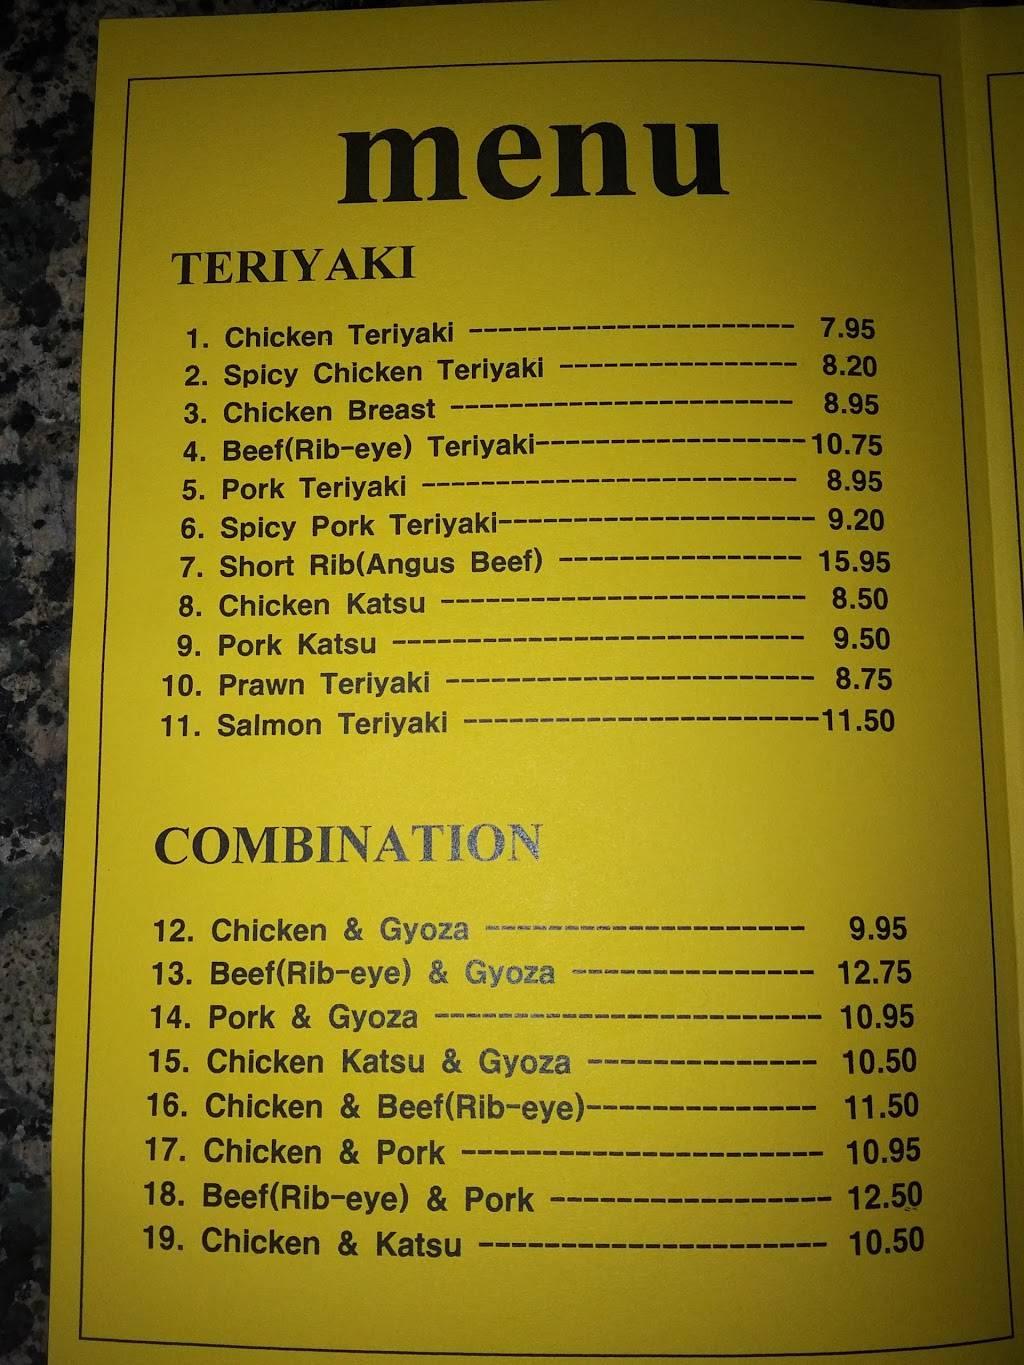 menu
TERIYAKI
1. Chicken Teriyaki ---------------------- 7.95
2. Spicy Chicken Teriyaki ---------------- 8.20
3. Chicken Breast ----------------------- 8.95
4. Beef(Rib-eye) Teriyaki------------------10.75
5. Pork Teriyaki ------------------------- 8.95
6. Spicy Pork Teriyaki--------------------- 9.20
7. Short Rib(Angus Beef) ---------------- 15.95
8. Chicken Katsu ------------------------ 8.50
9. Pork Katsu --------------------------- 9.50
10. Prawn Teriyaki ------------------------ 8.75
11. Salmon Teriyaki -----------------------11.50
COMBINATION
12. Chicken & Gyoza -------------------- 9.95
13. Beef(Rib-eye) & Gyoza --------------- 12.75
14. Pork & Gyoza ------------------------ 10.95
15. Chicken Katsu & Gyoza -------------- 10.50
16. Chicken & Beef(Rib-eye)-------------- 11.50
17. Chicken & Pork ---------------------- 10.95
18. Beef(Rib-eye) & Pork ----------------- 12.50
19. Chicken & Katsu --------------------- 10.50